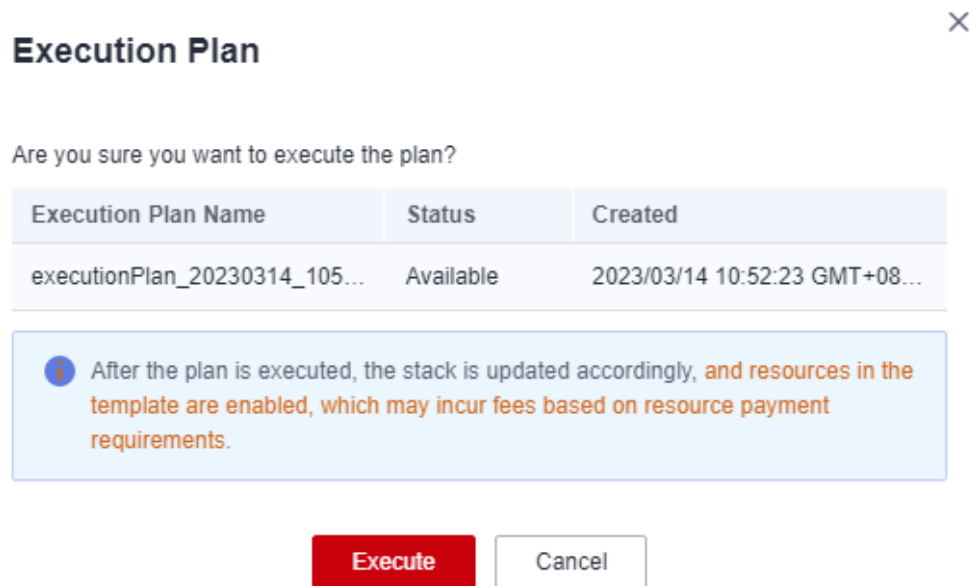 Execution Plan
Are you sure you want to execute the plan?
Execution Plan Name Status Created
executionPlan_20230314_105... Available 2023/03/14 10:52:23 GMT+08...
After the plan is executed, the stack is updated accordingly, and resources in the
template are enabled, which may incur fees based on resource payment
requirements.
Execute Cancel